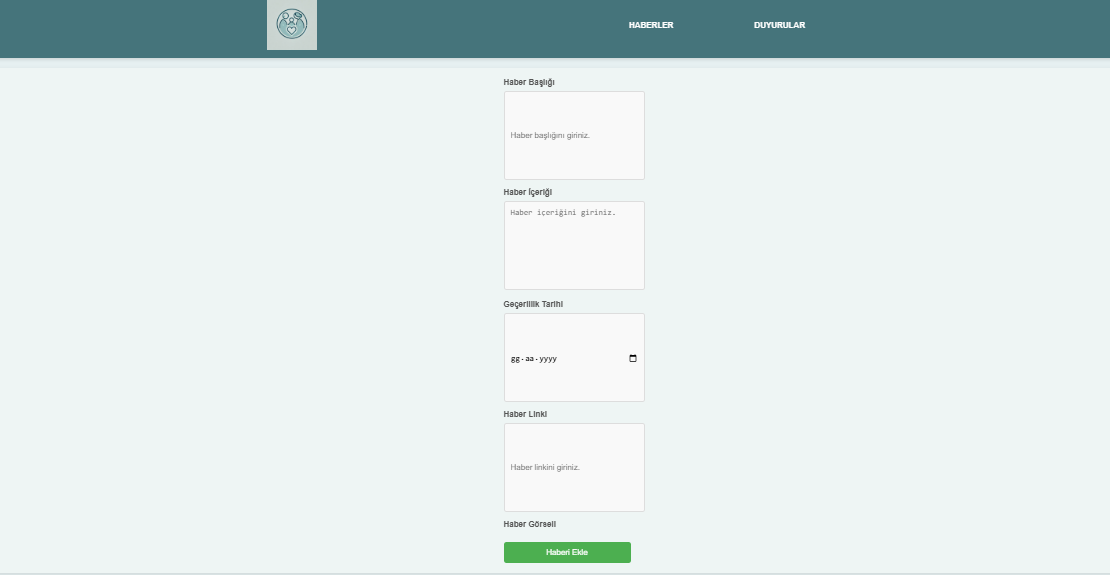 HABERLER
DUYURULAR
Haber Başlığı
Haber başlığını giriniz.
Haber İçeriği
Haber içeriğini giriniz.
Geçerlilik Tarihi
gg-aa-yyyy
Haber Linki
Haber linkini giriniz.
Haber Görseli
Haberi Ekle